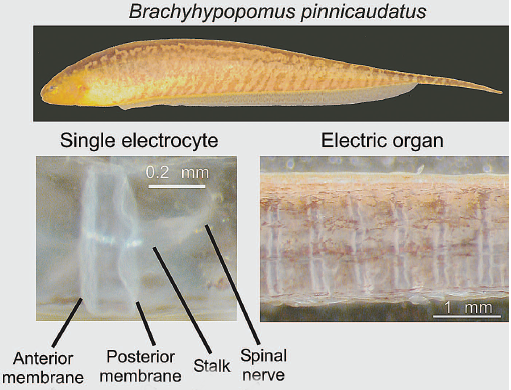 Brachyhypopomus pinnicaudatus
Single electrocyte
Electric organ
0.2 mm
1 mm
Anterior
membrane
Posterior
membrane
Stalk
Spinal
nerve